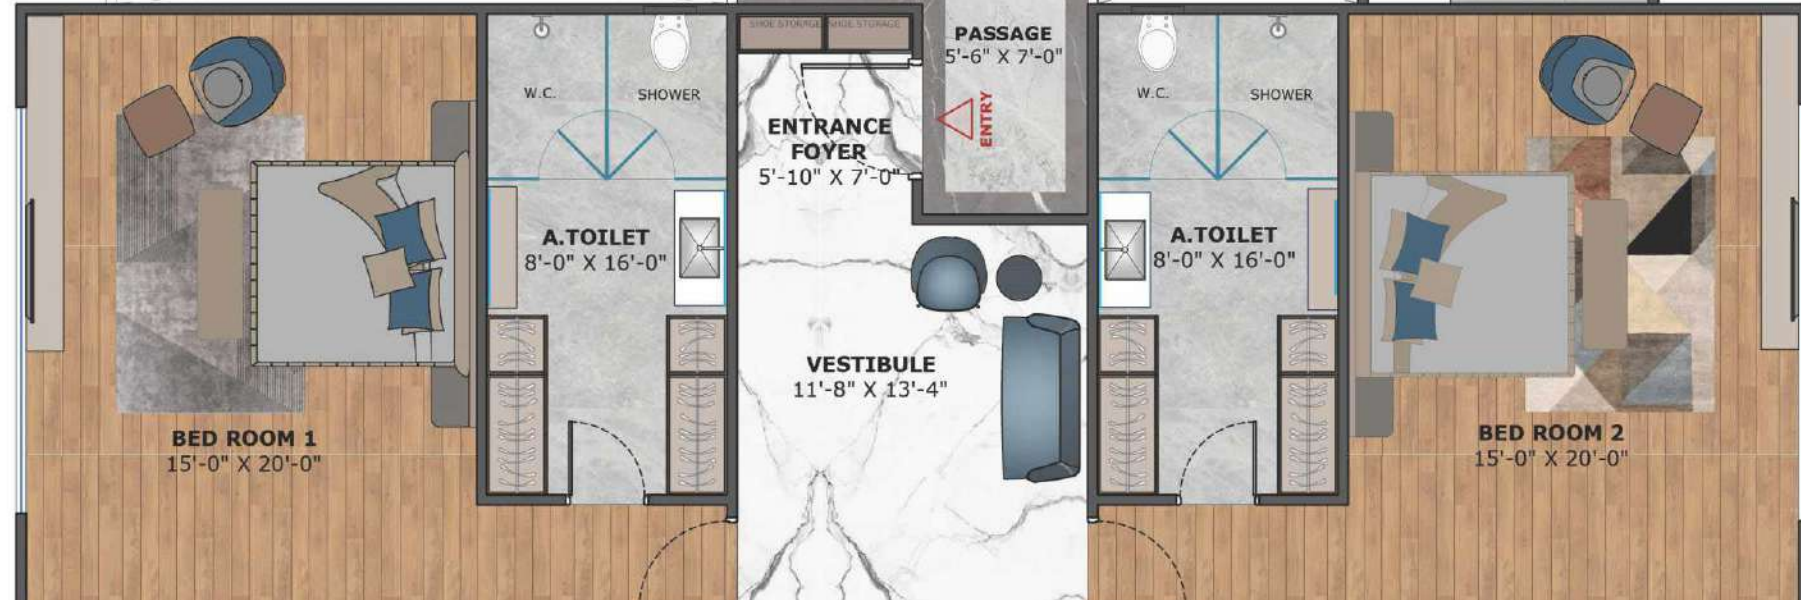 SHOE STORAGE SHOE STORAGE
PASSAGE
5'-6" X 7'-0"
ENTRY
W.C.
SHOWER
ENTRANCE
FOYER
5'-10" X 7'-0"
W.C.
SHOWER
A.TOILET
8'-0" X 16'-0"
A.TOILET
8'-0" X 16'-0"
VESTIBULE
11'-8" X 13'-4"
BED ROOM 1
15'-0" X 20'-0"
BED ROOM 2
15'-0" X 20'-0"